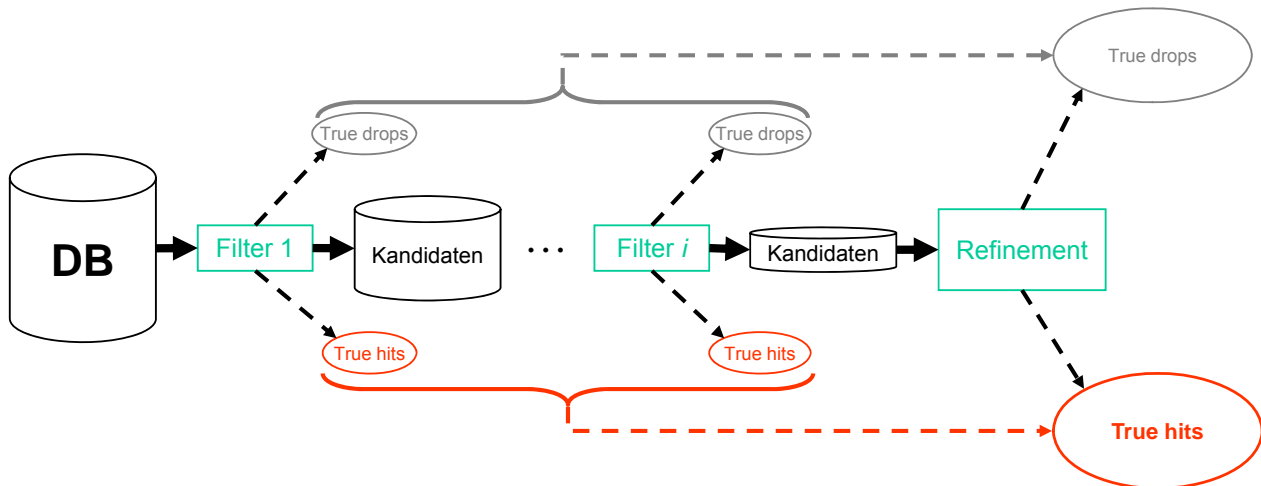 True drops
True drops
True drops
DB
Filter 1
Kandidaten
...
Filter i
Kandidaten
Refinement
True hits
True hits
True hits